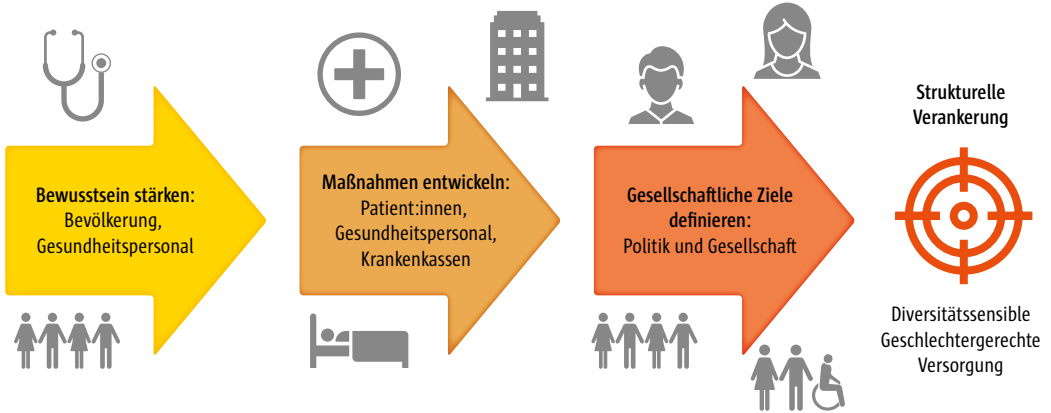 Bewusstsein stärken:
Bevölkerung,
Gesundheitspersonal
Maßnahmen entwickeln:
Patient:innen,
Gesundheitspersonal,
Krankenkassen
Gesellschaftliche Ziele
definieren:
Politik und Gesellschaft
Strukturelle
Verankerung
Diversitätssensible
Geschlechtergerechte
Versorgung